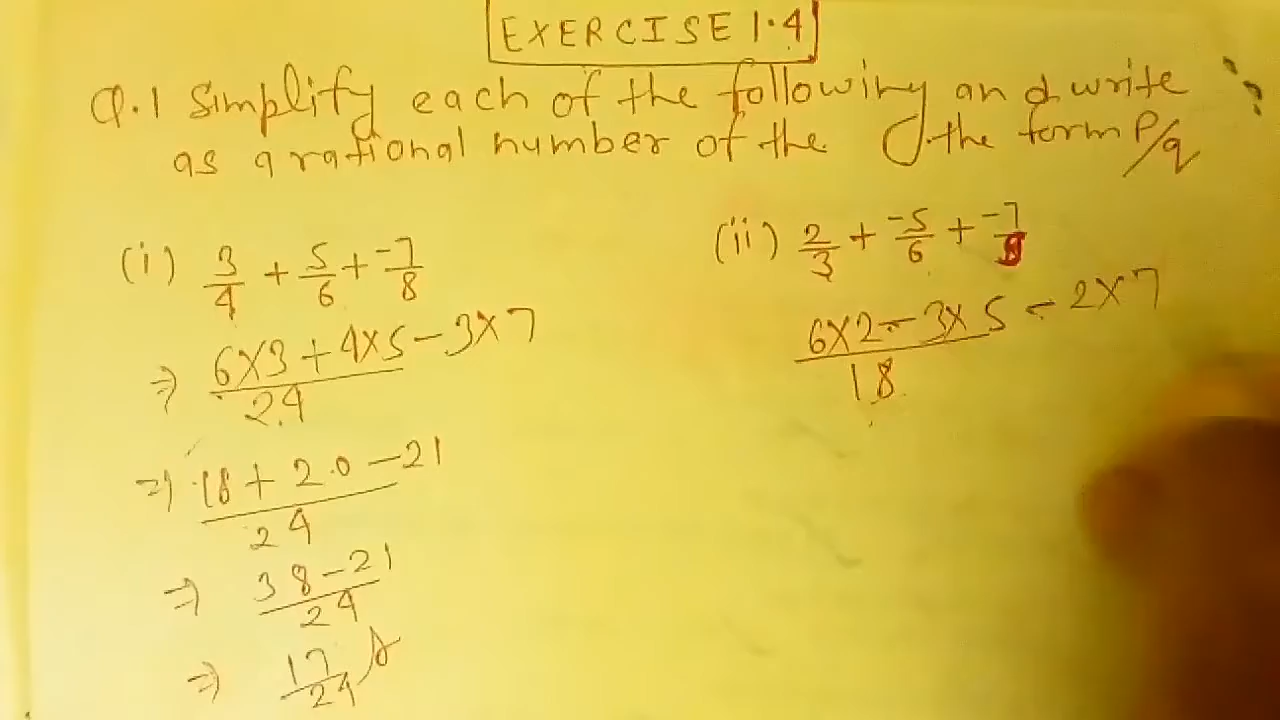 EXERCISE 1.4
Q.1 Simplify each of the following and write
as a rational number of the the form P/q
(i) 3/4 + 5/6 + -7/8
⇒ 6×3+4×5-3×7/24
⇒ 18+20-21/24
⇒ 38-21/24
⇒ 17/24
(ii) 2/3 + -5/6 + -7/
6×2-3×5-2×7/18